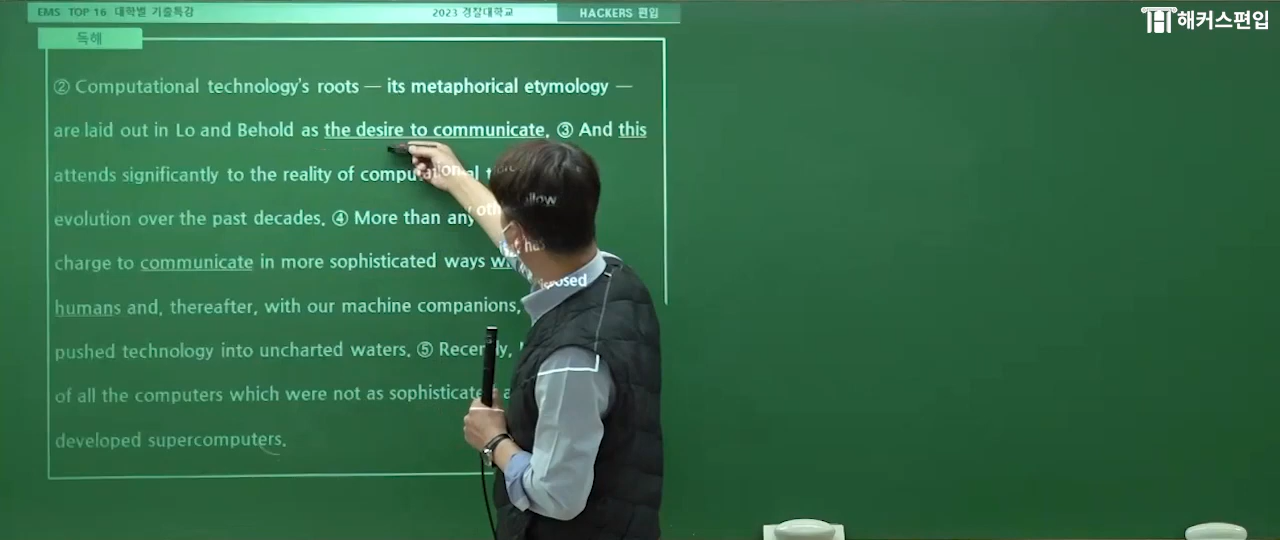 EMS TOP 16 대학별 기출특강
2023 경찰대학교
HACKERS 편입
해커스편입
독해
② Computational technology's roots — its metaphorical etymology —
are laid out in Lo and Behold as the desire to communicate. ③ And this
attends significantly to the reality of computational
evolution over the past decades. ④ More than any
charge to communicate in more sophisticated ways
humans and, thereafter, with our machine companions,
pushed technology into uncharted waters. ⑤ Recently,
of all the computers which were not as sophisticated
developed supercomputers.